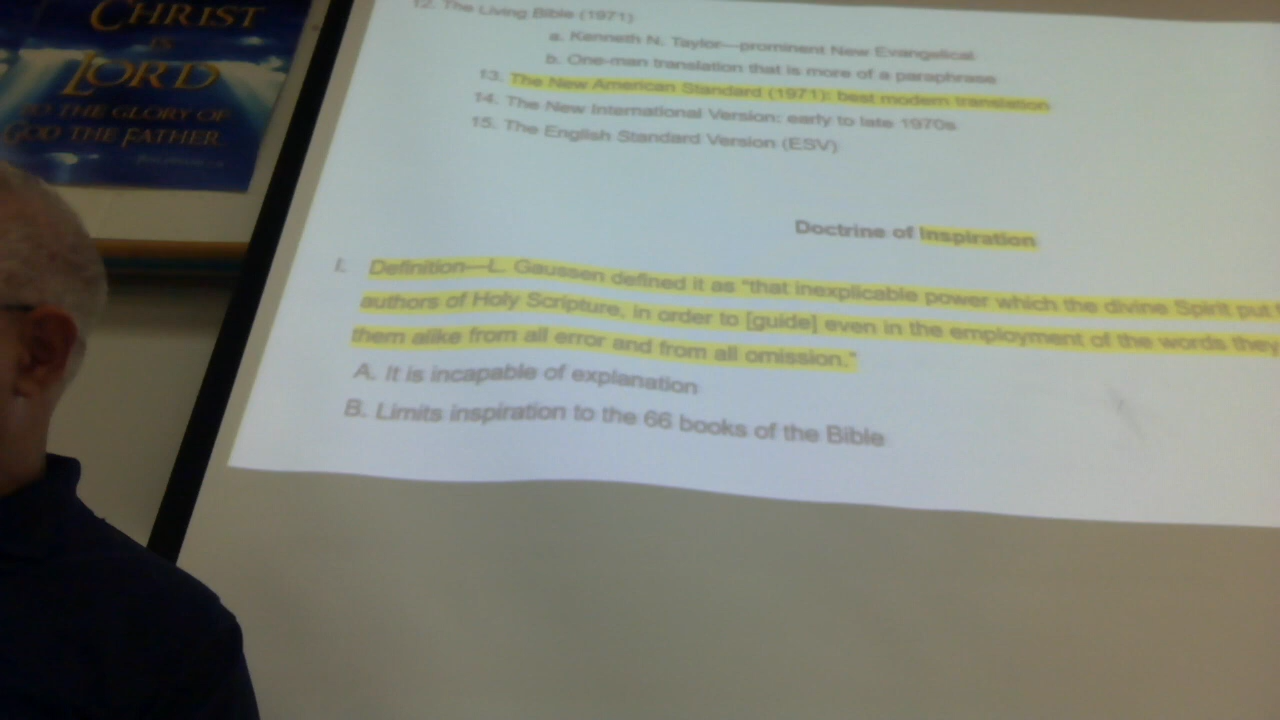 CHRIST
IS
LORD
TO THE GLORY OF
GOD THE FATHER.
12. The Living Bible (1971)
a. Kenneth N. Taylor—prominent New Evangelical
b. One-man translation that is more of a paraphrase
13. The New American Standard (1971): best modern translation
14. The New International Version: early to late 1970s
15. The English Standard Version (ESV)
Doctrine of Inspiration
I. Definition—L. Gaussen defined it as "that inexplicable power which the divine Spirit put
authors of Holy Scripture, in order to [guide] even in the employment of the words they
them alike from all error and from all omission."
A. It is incapable of explanation
B. Limits inspiration to the 66 books of the Bible